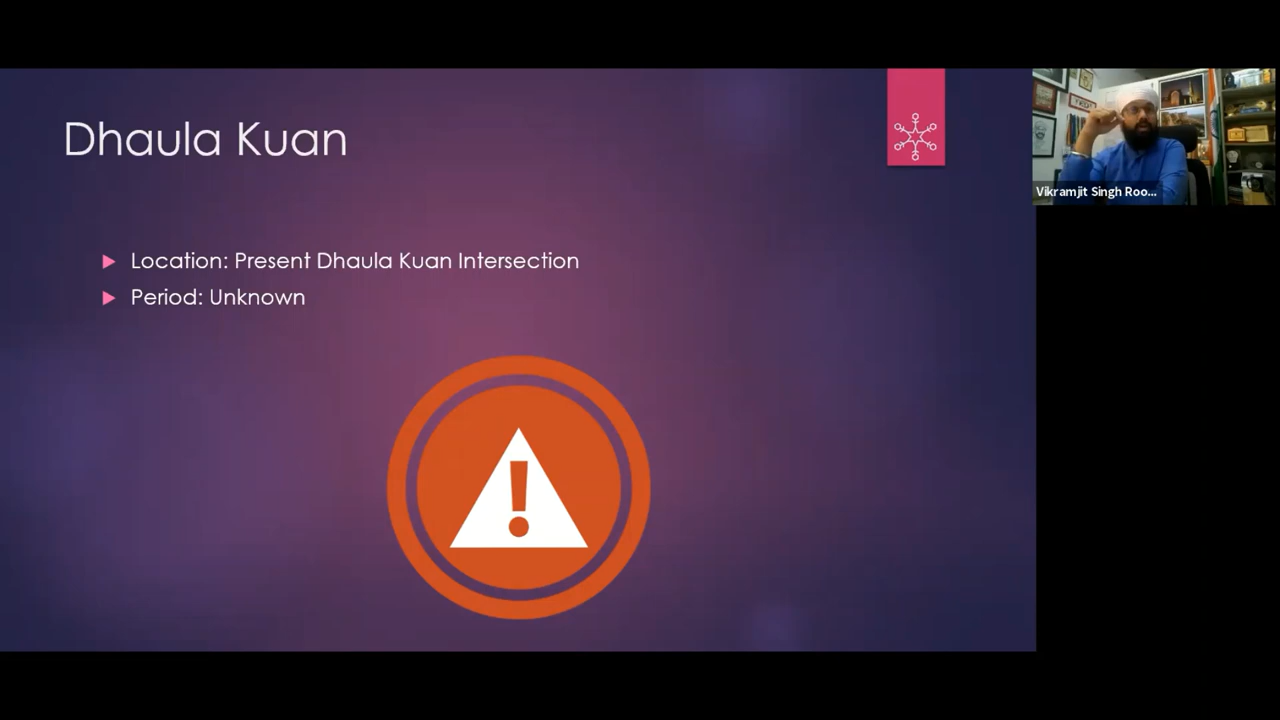 Dhaula Kuan
Location: Present Dhaula Kuan Intersection
Period: Unknown
Vikramjit Singh Roo...